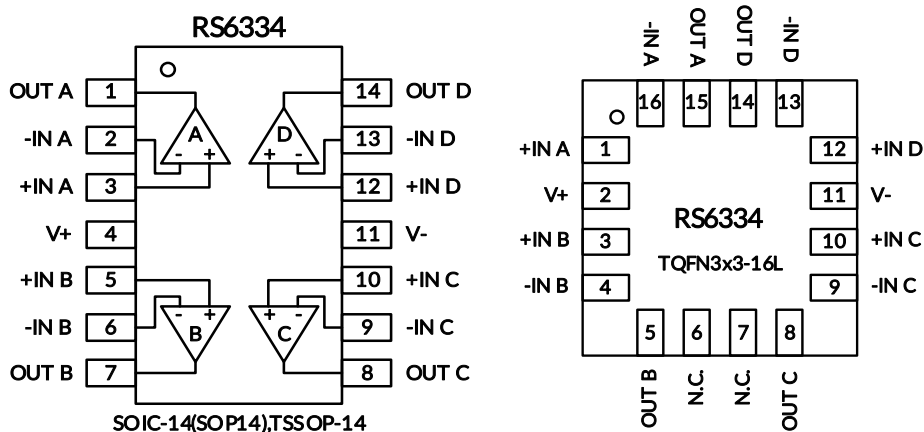 RS6334
OUT A 1
14 OUT D
-IN A 2
13 -IN D
+IN A 3
12 +IN D
V+ 4
11 V-
+IN B 5
10 +IN C
-IN B 6
9 -IN C
OUT B 7
8 OUT C
A
- +
D
+ -
- +
B
+ -
C
SOIC-14(SOP14),TSSOP-14
-IN A
OUT A
OUT D
-IN D
16 15 14 13
+IN A 1
12 +IN D
V+ 2
11 V-
+IN B 3
10 +IN C
-IN B 4
9 -IN C
RS6334
TQFN3x3-16L
5 6 7 8
OUT B
N.C.
N.C.
OUT C